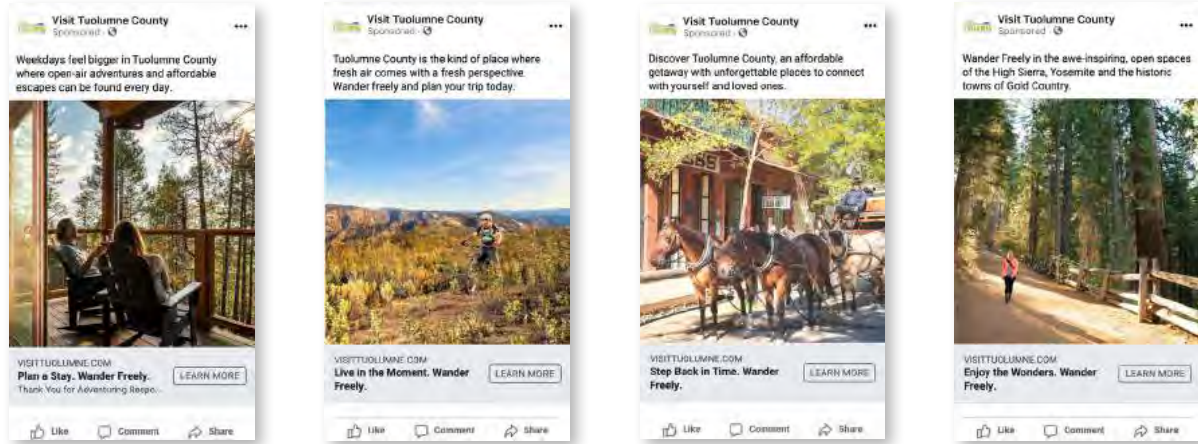 Visit Tuolumne County
Sponsored ·
Weekdays feel bigger in Tuolumne County
where open-air adventures and affordable
escapes can be found every day.
VISITTUOLUMNE.COM
Plan a Stay. Wander Freely.
Thank You for Adventuring Respo...
LEARN MORE
Like
Comment
Share
Visit Tuolumne County
Sponsored ·
Tuolumne County is the kind of place where
fresh air comes with a fresh perspective.
Wander freely and plan your trip today.
VISITTUOLUMNE.COM
Live in the Moment. Wander
Freely.
LEARN MORE
Like
Comment
Share
Visit Tuolumne County
Sponsored ·
Discover Tuolumne County, an affordable
getaway with unforgettable places to connect
with yourself and loved ones.
VISITTUOLUMNE.COM
Step Back in Time. Wander
Freely.
LEARN MORE
Like
Comment
Share
Visit Tuolumne County
Sponsored ·
Wander Freely in the awe-inspiring, open spaces
of the High Sierra, Yosemite and the historic
towns of Gold Country.
VISITTUOLUMNE.COM
Enjoy the Wonders. Wander
Freely.
LEARN MORE
Like
Comment
Share